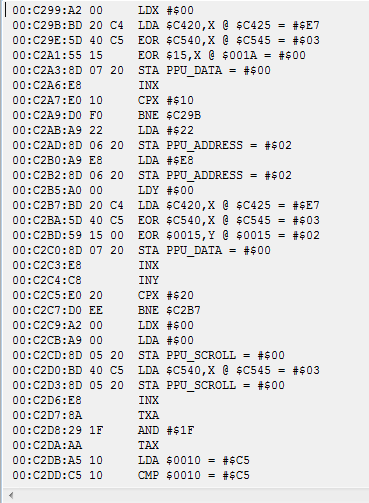 00:C299:A2 00 LDX #$00
00:C29B:BD 20 C4 LDA $C420,X @ $C425 = #$E7
00:C29E:5D 40 C5 EOR $C540,X @ $C545 = #$03
00:C2A1:55 15 EOR $15,X @ $001A = #$00
00:C2A3:8D 07 20 STA PPU_DATA = #$00
00:C2A6:E8 INX
00:C2A7:E0 10 CPX #$10
00:C2A9:D0 F0 BNE $C29B
00:C2AB:A9 22 LDA #$22
00:C2AD:8D 06 20 STA PPU_ADDRESS = #$02
00:C2B0:A9 E8 LDA #$E8
00:C2B2:8D 06 20 STA PPU_ADDRESS = #$02
00:C2B5:A0 00 LDY #$00
00:C2B7:BD 20 C4 LDA $C420,X @ $C425 = #$E7
00:C2BA:5D 40 C5 EOR $C540,X @ $C545 = #$03
00:C2BD:59 15 00 EOR $0015,Y @ $0015 = #$02
00:C2C0:8D 07 20 STA PPU_DATA = #$00
00:C2C3:E8 INX
00:C2C4:C8 INY
00:C2C5:E0 20 CPX #$20
00:C2C7:D0 EE BNE $C2B7
00:C2C9:A2 00 LDX #$00
00:C2CB:A9 00 LDA #$00
00:C2CD:8D 05 20 STA PPU_SCROLL = #$00
00:C2D0:BD 40 C5 LDA $C540,X @ $C545 = #$03
00:C2D3:8D 05 20 STA PPU_SCROLL = #$00
00:C2D6:E8 INX
00:C2D7:8A TXA
00:C2D8:29 1F AND #$1F
00:C2DA:AA TAX
00:C2DB:A5 10 LDA $0010 = #$C5
00:C2DD:C5 10 CMP $0010 = #$C5